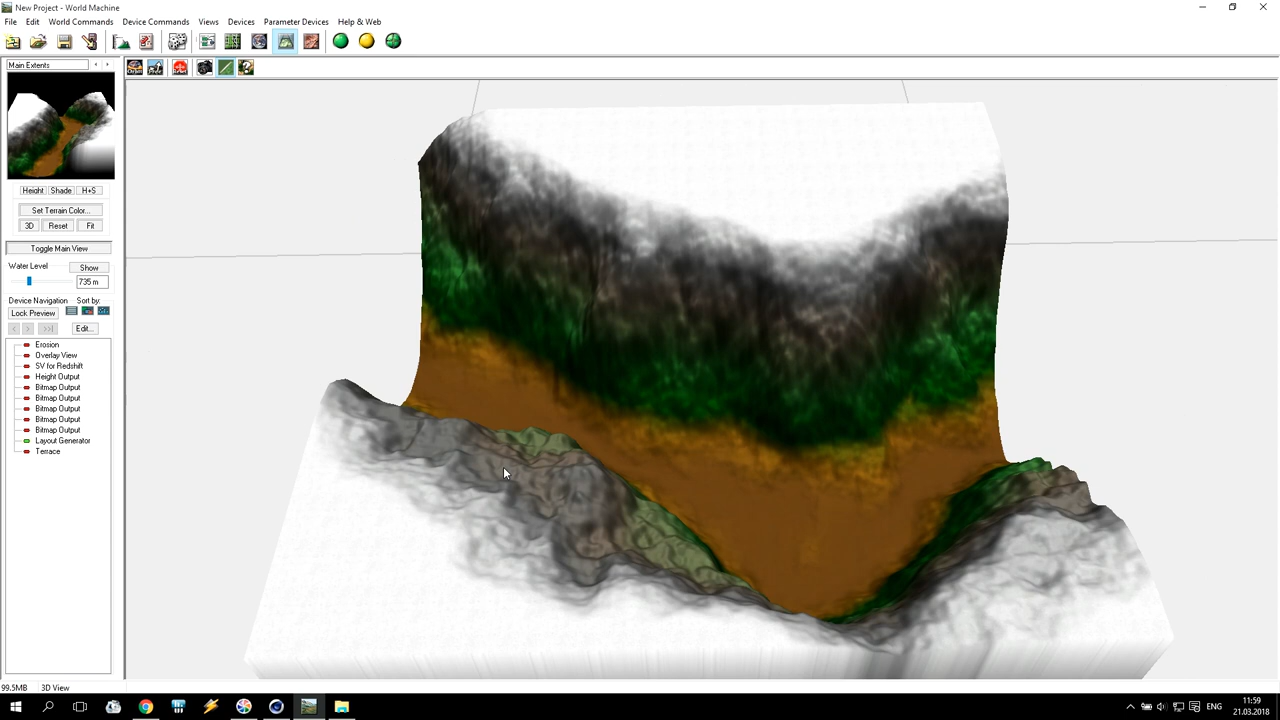 New Project - World Machine
File Edit World Commands Device Commands Views Devices Parameter Devices Help & Web
Main Extents
Height Shade H+S
Set Terrain Color...
3D Reset Fit
Toggle Main View
Water Level Show
735 m
Device Navigation Sort by:
Lock Preview
< > >>| Edit...
Erosion
Overlay View
SV for Redshift
Height Output
Bitmap Output
Bitmap Output
Bitmap Output
Bitmap Output
Bitmap Output
Layout Generator
Terrace
99.5MB 3D View
11:59
ENG
21.03.2018